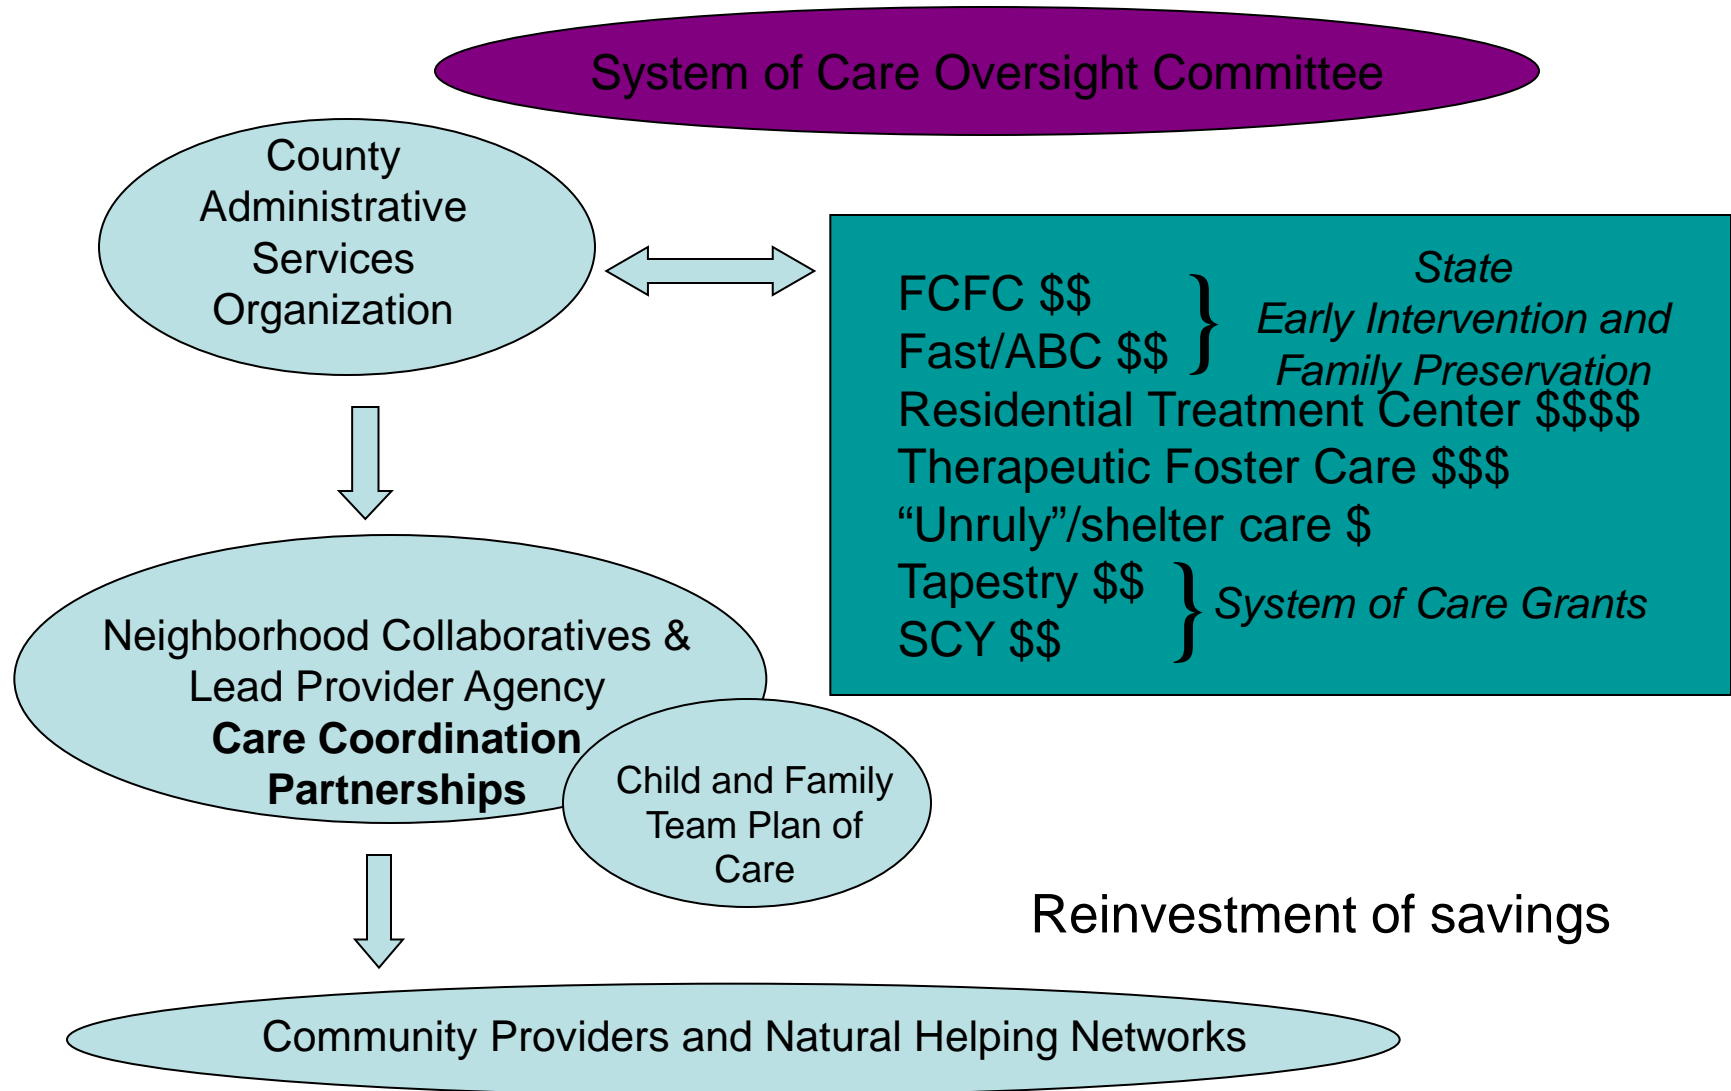 System of Care Oversight Committee
County
Administrative
Services
Organization
FCFC $$
Fast/ABC $$
State
Early Intervention and
Family Preservation
Residential Treatment Center $$$$
Therapeutic Foster Care $$$
“Unruly”/shelter care $
Tapestry $$
SCY $$
System of Care Grants
Neighborhood Collaboratives &
Lead Provider Agency
Care Coordination
Partnerships
Child and Family
Team Plan of
Care
Reinvestment of savings
Community Providers and Natural Helping Networks